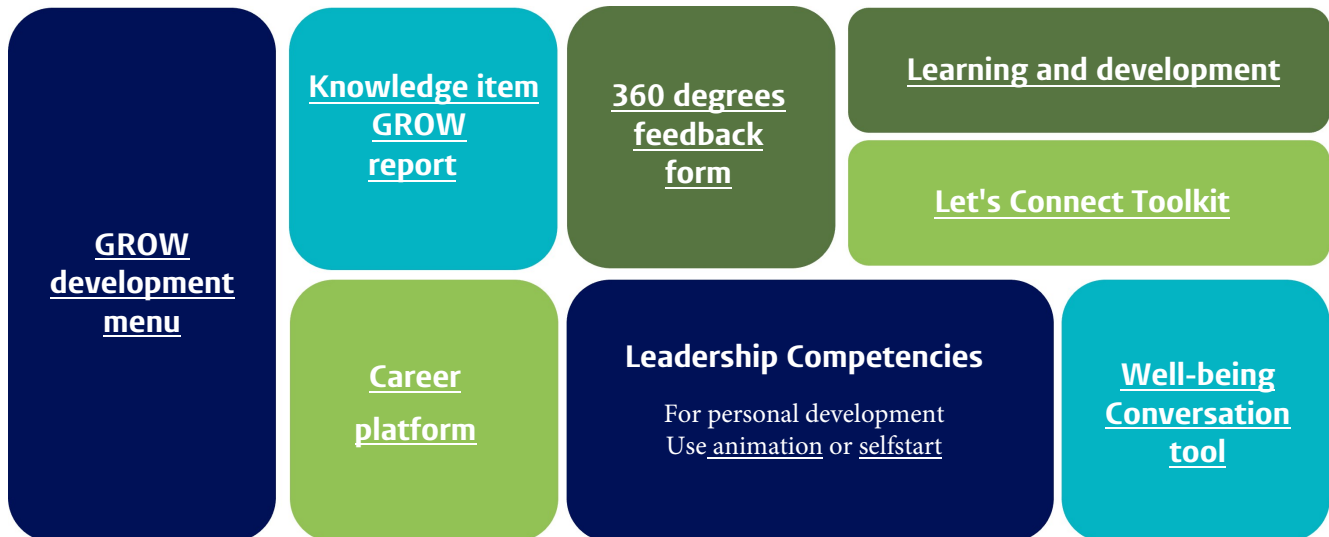 GROW
development
menu
Knowledge item
GROW
report
360 degrees
feedback
form
Learning and development
Let's Connect Toolkit
Career
platform
Leadership Competencies
For personal development
Use animation or selfstart
Well-being
Conversation
tool